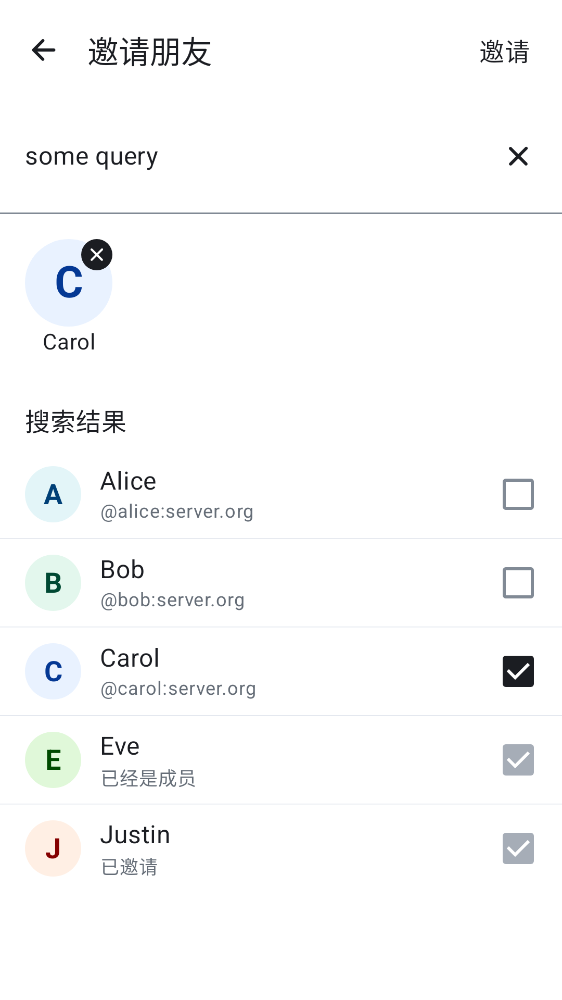 邀请朋友
邀请
some query
C
Carol
搜索结果
A
Alice
@alice:server.org
B
Bob
@bob:server.org
C
Carol
@carol:server.org
E
Eve
已经是成员
J
Justin
已邀请